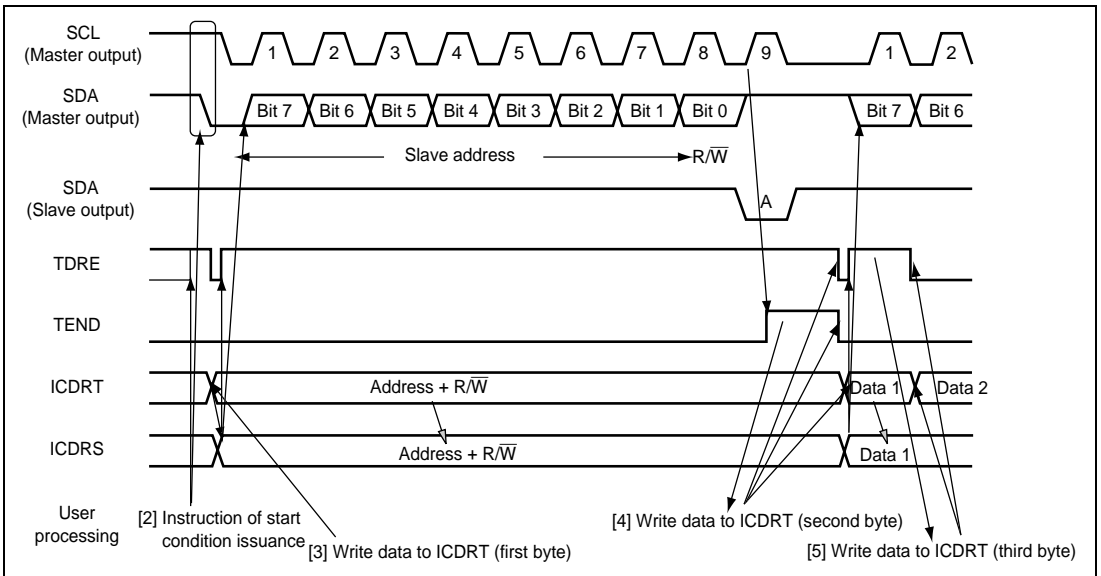 SCL
(Master output)
1 2 3 4 5 6 7 8 9 1 2
SDA
(Master output)
Bit 7 Bit 6 Bit 5 Bit 4 Bit 3 Bit 2 Bit 1 Bit 0 Bit 7 Bit 6
Slave address R/W̅
SDA
(Slave output)
A
TDRE
TEND
ICDRT
Address + R/W̅ Data 1 Data 2
ICDRS
Address + R/W̅ Data 1
User
processing
[2] Instruction of start
condition issuance
[3] Write data to ICDRT (first byte)
[4] Write data to ICDRT (second byte)
[5] Write data to ICDRT (third byte)